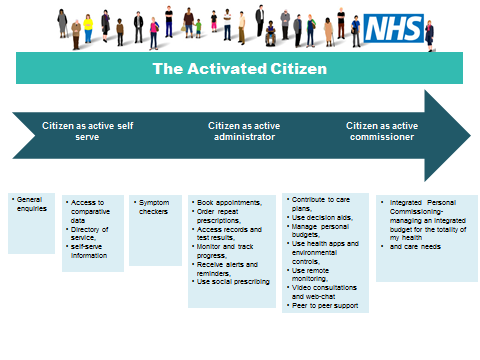 NHS
The Activated Citizen
Citizen as active self
serve
Citizen as active
administrator
Citizen as active
commissioner
• General
enquiries
• Access to
comparative
data
• Directory of
service,
• self-serve
information
• Symptom
checkers
• Book appointments,
• Order repeat
prescriptions,
• Access records and
test results,
• Monitor and track
progress,
• Receive alerts and
reminders,
• Use social prescribing
• Contribute to care
plans,
• Use decision aids,
• Manage personal
budgets,
• Use health apps and
environmental
controls,
• Use remote
monitoring,
• Video consultations
and web-chat
• Peer to peer support
• Integrated Personal
Commissioning-
managing an integrated
budget for the totality of
my health
• and care needs